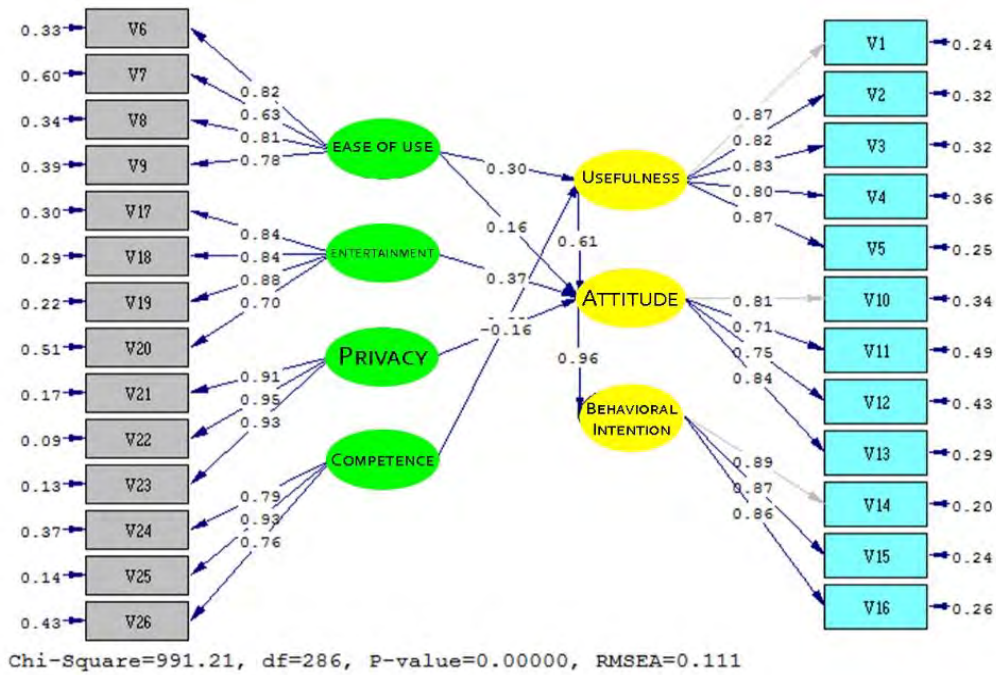 0.33 V6
0.60 V7
0.34 V8
0.39 V9
0.30 V17
0.29 V18
0.22 V19
0.51 V20
0.17 V21
0.09 V22
0.13 V23
0.37 V24
0.14 V25
0.43 V26
0.82
0.63
0.81
0.78
0.84
0.84
0.88
0.70
0.91
0.95
0.93
0.79
0.93
0.76
EASE OF USE
ENTERTAINMENT
PRIVACY
COMPETENCE
0.30
0.16
0.37
-0.16
USEFULNESS
0.61
ATTITUDE
0.96
BEHAVIORAL
INTENTION
0.87
0.82
0.83
0.80
0.87
0.81
0.71
0.75
0.84
0.89
0.87
0.86
V1 0.24
V2 0.32
V3 0.32
V4 0.36
V5 0.25
V10 0.34
V11 0.49
V12 0.43
V13 0.29
V14 0.20
V15 0.24
V16 0.26
Chi-Square=991.21, df=286, P-value=0.00000, RMSEA=0.111